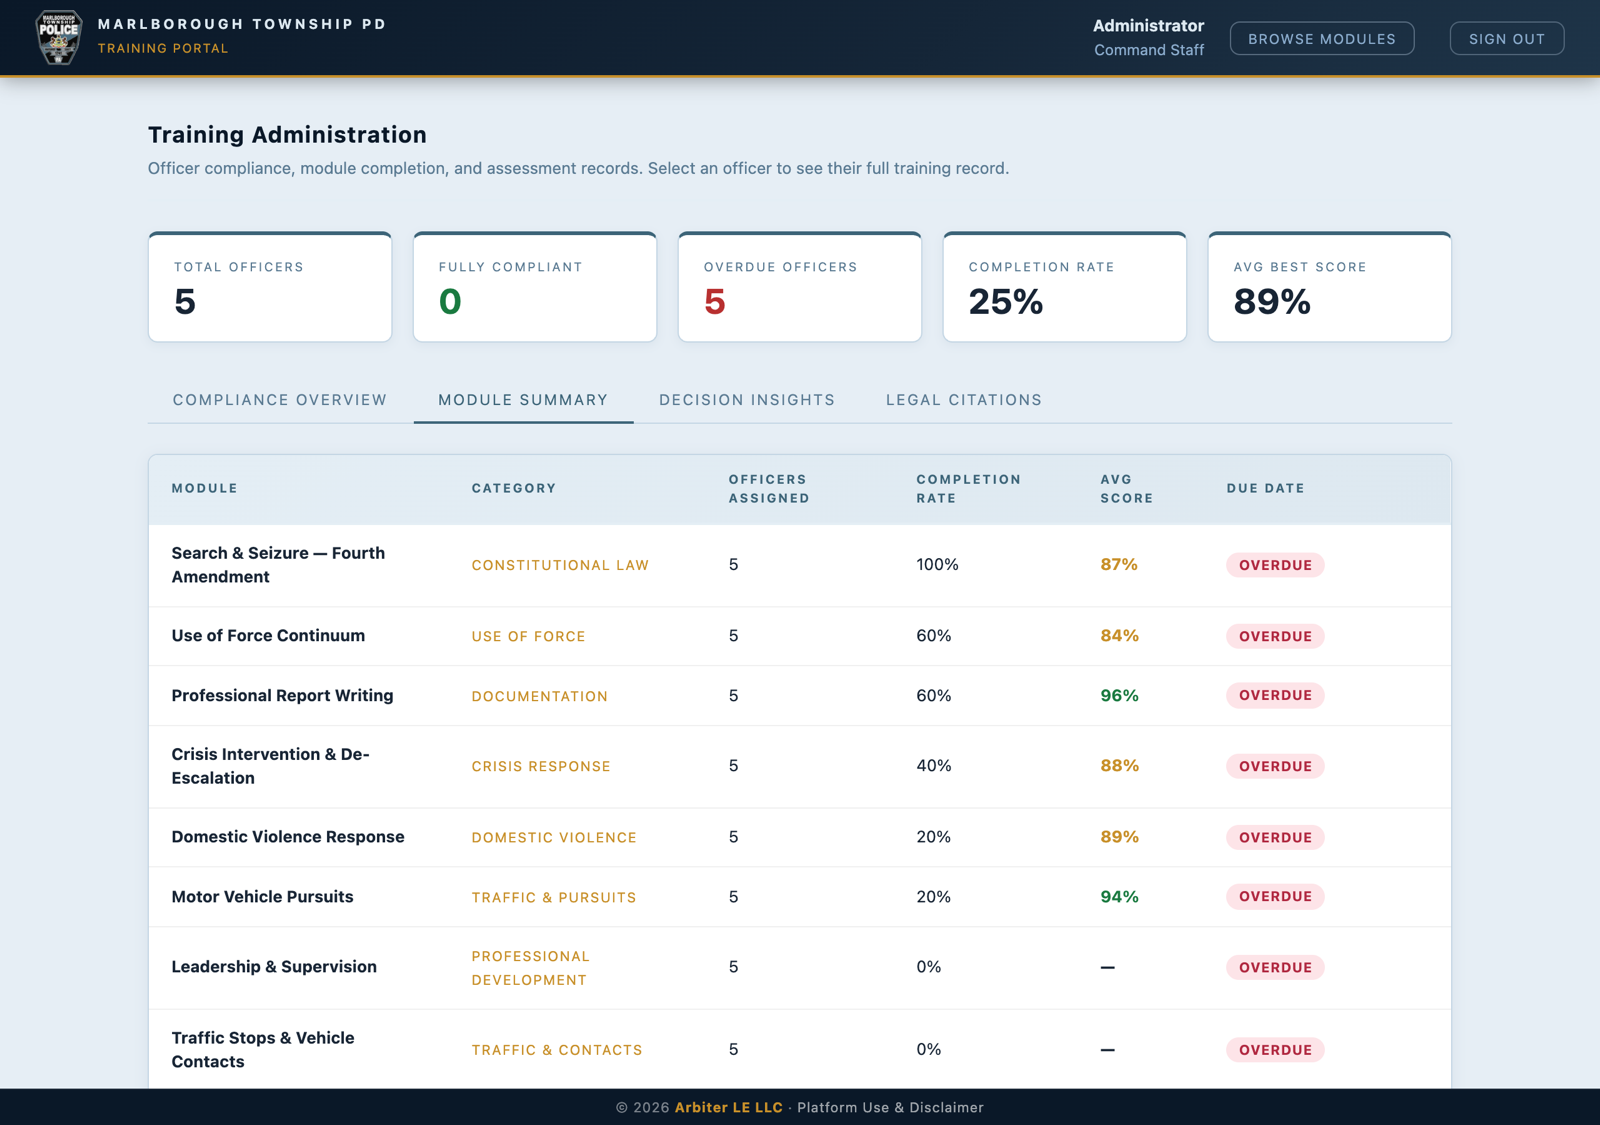 MARLBOROUGH
TOWNSHIP
POLICE
MARLBOROUGH TOWNSHIP PD
TRAINING PORTAL
Administrator
Command Staff
BROWSE MODULES
SIGN OUT
Training Administration
Officer compliance, module completion, and assessment records. Select an officer to see their full training record.
TOTAL OFFICERS
5
FULLY COMPLIANT
0
OVERDUE OFFICERS
5
COMPLETION RATE
25%
AVG BEST SCORE
89%
COMPLIANCE OVERVIEW MODULE SUMMARY DECISION INSIGHTS LEGAL CITATIONS
MODULE CATEGORY OFFICERS ASSIGNED COMPLETION RATE AVG SCORE DUE DATE
Search & Seizure — Fourth
Amendment
CONSTITUTIONAL LAW 5 100% 87% OVERDUE
Use of Force Continuum USE OF FORCE 5 60% 84% OVERDUE
Professional Report Writing DOCUMENTATION 5 60% 96% OVERDUE
Crisis Intervention & De-
Escalation
CRISIS RESPONSE 5 40% 88% OVERDUE
Domestic Violence Response DOMESTIC VIOLENCE 5 20% 89% OVERDUE
Motor Vehicle Pursuits TRAFFIC & PURSUITS 5 20% 94% OVERDUE
Leadership & Supervision
PROFESSIONAL
DEVELOPMENT
5 0% — OVERDUE
Traffic Stops & Vehicle
Contacts
TRAFFIC & CONTACTS 5 0% — OVERDUE
© 2026 Arbiter LE LLC · Platform Use & Disclaimer